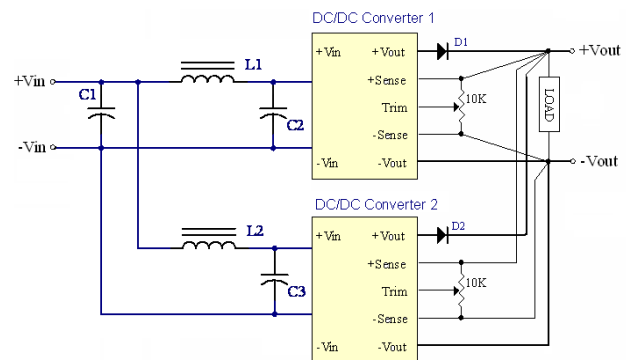 DC/DC Converter 1
+Vin
+Vout
D1
+Vout
+Vin
L1
+Sense
C1
C2
Trim
10K
LOAD
-Vin
-Sense
-Vin
-Vout
-Vout
DC/DC Converter 2
L2
+Vin
+Vout
D2
+Sense
C3
Trim
10K
-Sense
-Vin
-Vout